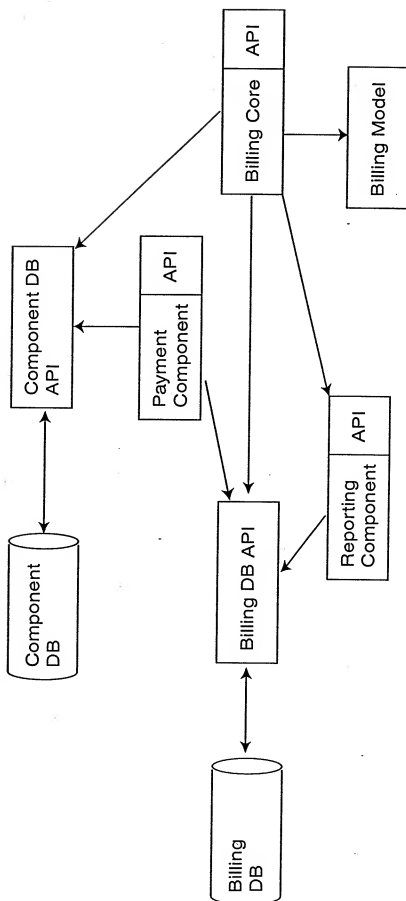 Component
DB
Component DB
API
Payment
Component
API
Billing Core
API
Billing
DB
Billing DB API
Reporting
Component
API
Billing Model